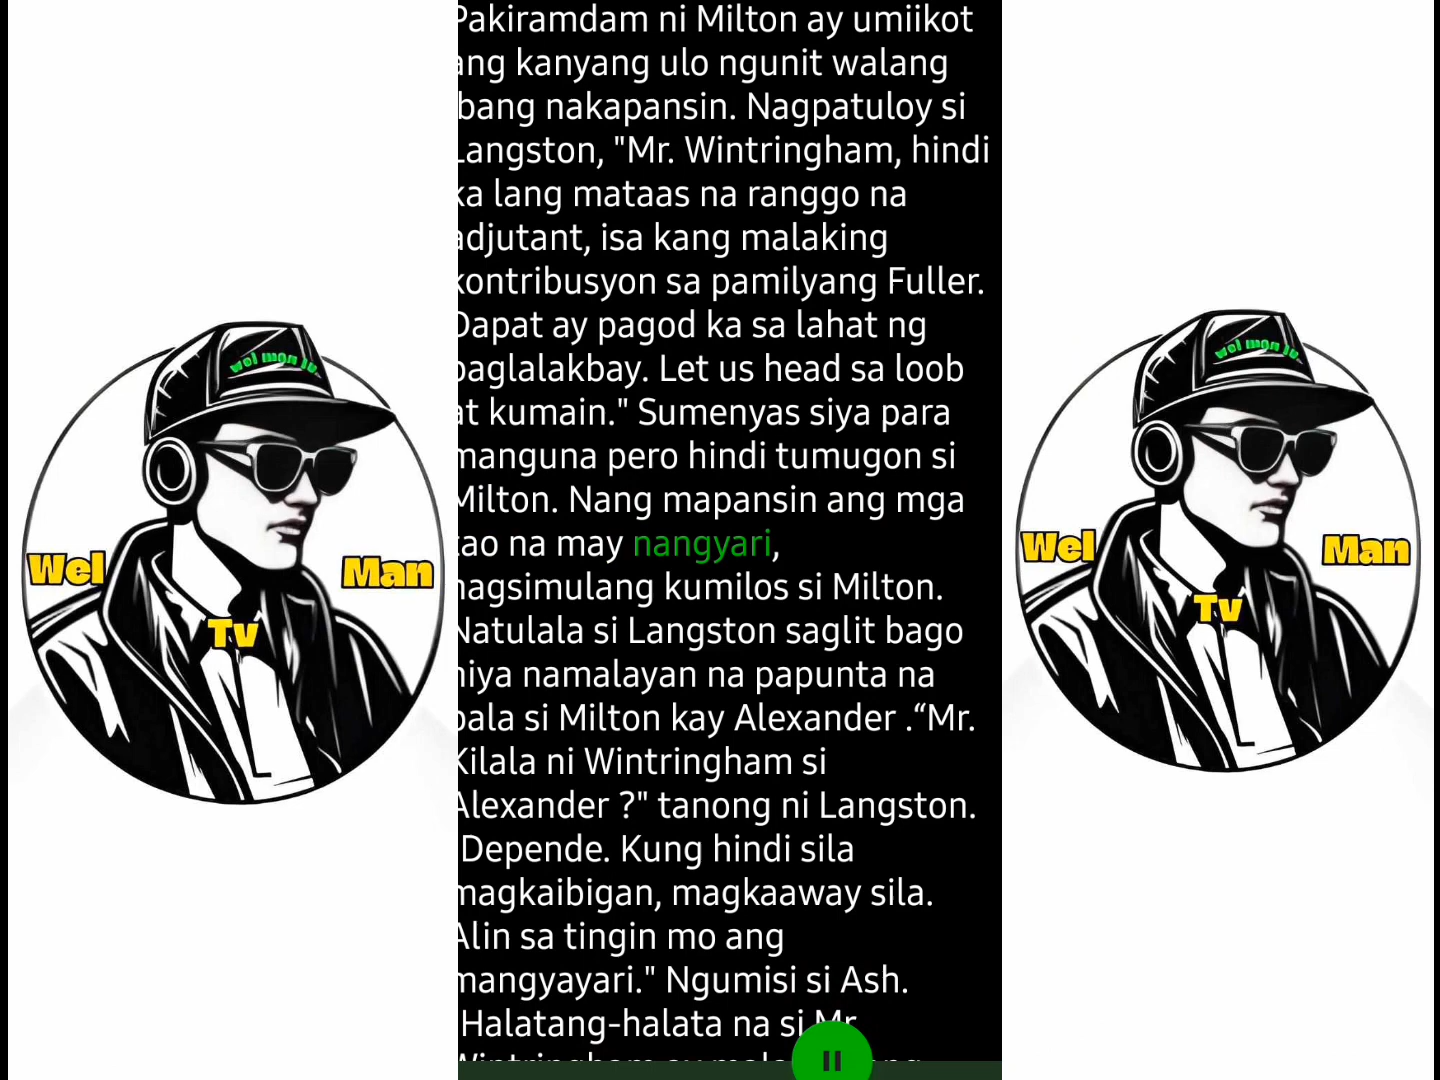 Pakiramdam ni Milton ay umiikot
ang kanyang ulo ngunit walang
ibang nakapansin. Nagpatuloy si
Langston, "Mr. Wintringham, hindi
ka lang mataas na ranggo na
adjutant, isa kang malaking
kontribusyon sa pamilyang Fuller.
Dapat ay pagod ka sa lahat ng
paglalakbay. Let us head sa loob
at kumain." Sumenyas siya para
manguna pero hindi tumugon si
Milton. Nang mapansin ang mga
tao na may nangyari,
nagsimulang kumilos si Milton.
Natulala si Langston saglit bago
niya namalayan na papunta na
pala si Milton kay Alexander .“Mr.
Kilala ni Wintringham si
Alexander ?" tanong ni Langston.
Depende. Kung hindi sila
magkaibigan, magkaaway sila.
Alin sa tingin mo ang
mangyayari." Ngumisi si Ash.
Halatang-halata na si Mr.
wel man tv
Wel
Man
Tv
wel man tv
Wel
Man
Tv